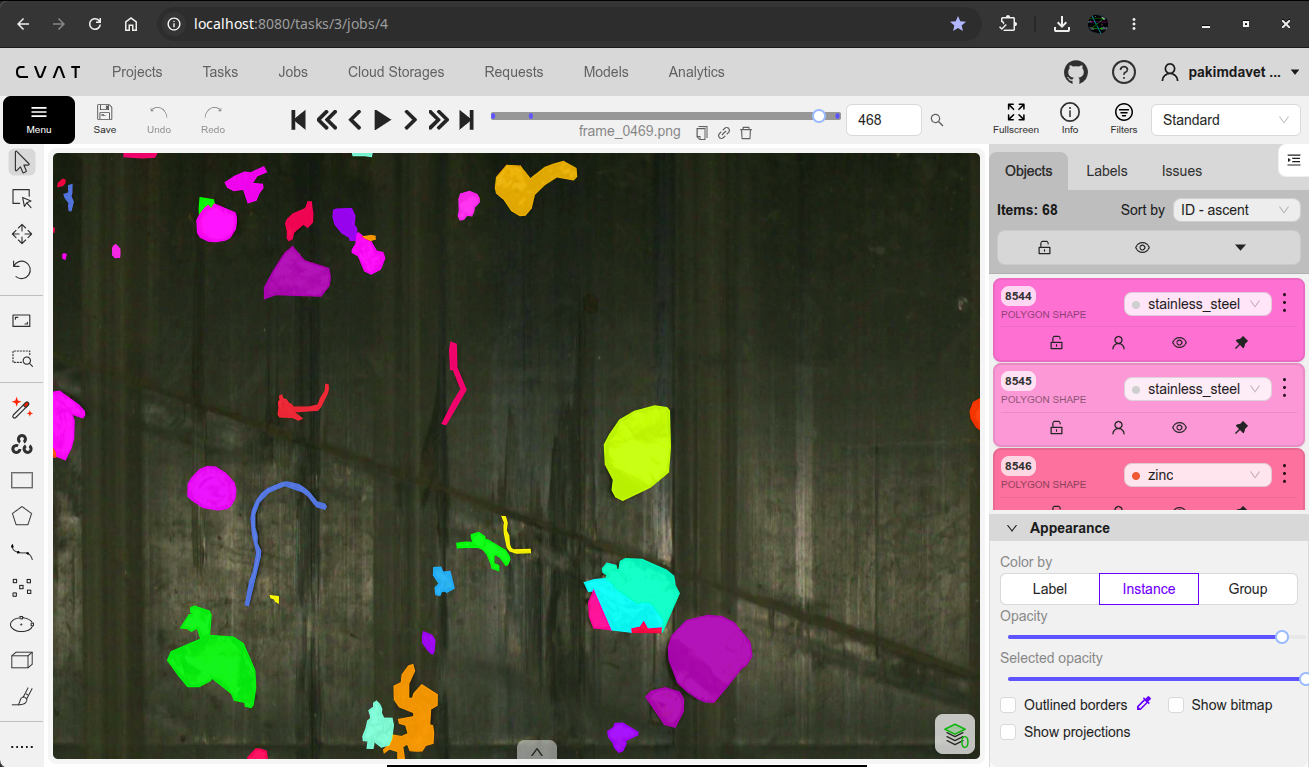 localhost:8080/tasks/3/jobs/4
CVAT Projects Tasks Jobs Cloud Storages Requests Models Analytics pakimdavet ...
Menu Save Undo Redo 468 Fullscreen Info Filters Standard
frame_0469.png
Objects Labels Issues
Items: 68 Sort by ID - ascent
8544 stainless_steel
POLYGON SHAPE
8545 stainless_steel
POLYGON SHAPE
8546 zinc
POLYGON SHAPE
Appearance
Color by
Label Instance Group
Opacity
Selected opacity
Outlined borders Show bitmap
Show projections
0